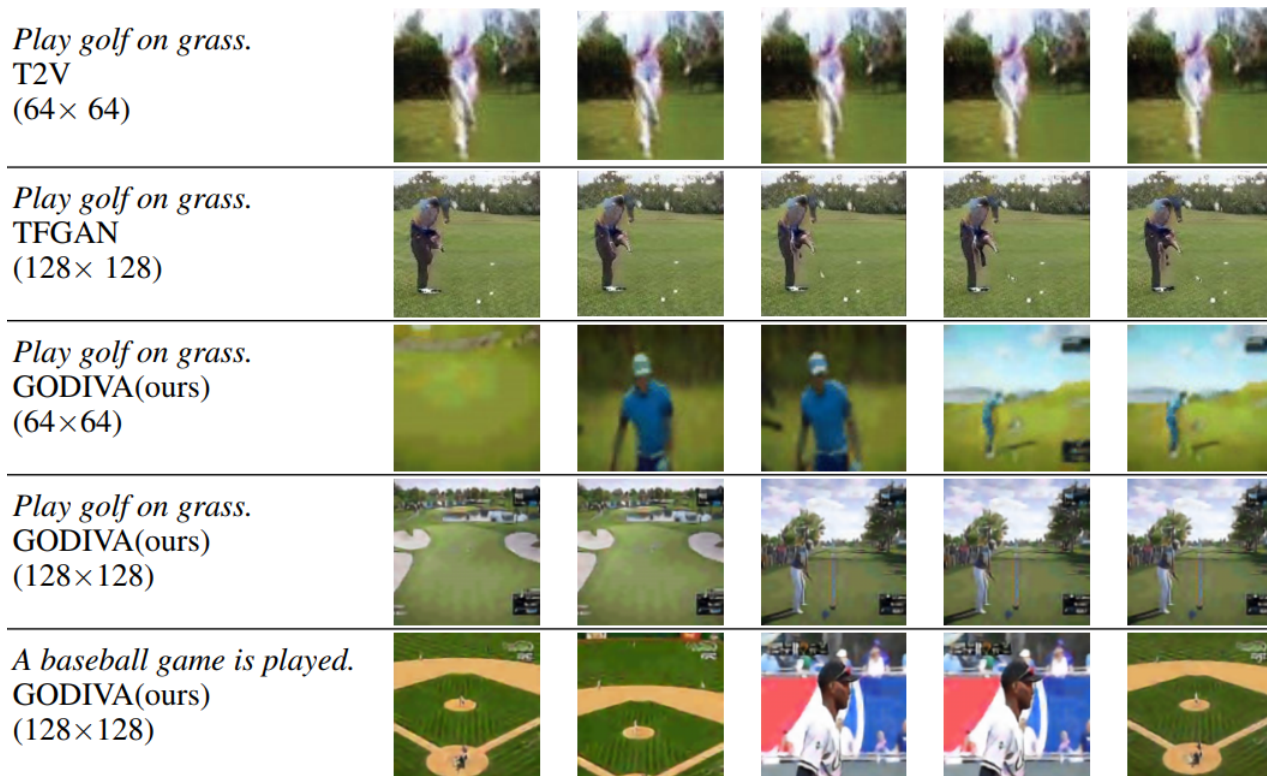 Play golf on grass.
T2V
(64× 64)
Play golf on grass.
TFGAN
(128× 128)
Play golf on grass.
GODIVA(ours)
(64×64)
Play golf on grass.
GODIVA(ours)
(128×128)
A baseball game is played.
GODIVA(ours)
(128×128)